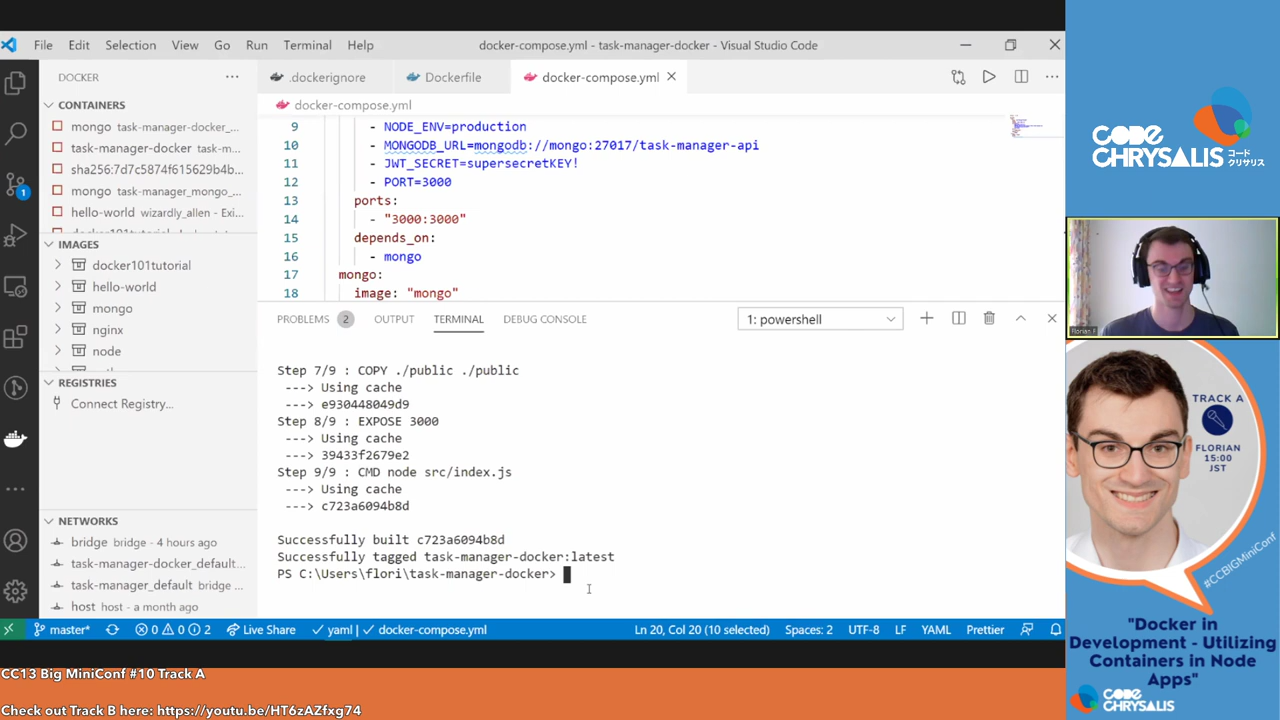 File Edit Selection View Go Run Terminal Help
docker-compose.yml - task-manager-docker - Visual Studio Code
DOCKER
.dockerignore
Dockerfile
docker-compose.yml
docker-compose.yml
CONTAINERS
mongo task-manager-docker_...
task-manager-docker task-m...
sha256:7d7c5874f615629b4b...
mongo task-manager_mongo_...
hello-world wizardly_allen - Exi...
IMAGES
docker101tutorial
hello-world
mongo
nginx
node
REGISTRIES
Connect Registry...
NETWORKS
bridge bridge - 4 hours ago
task-manager-docker_default...
task-manager_default bridge ...
host host - a month ago
1
9 - NODE_ENV=production
10 - MONGODB_URL=mongodb://mongo:27017/task-manager-api
11 - JWT_SECRET=supersecretKEY!
12 - PORT=3000
13 ports:
14 - "3000:3000"
15 depends_on:
16 - mongo
17 mongo:
18 image: "mongo"
PROBLEMS 2 OUTPUT TERMINAL DEBUG CONSOLE
1: powershell
Step 7/9 : COPY ./public ./public
---> Using cache
---> e930448049d9
Step 8/9 : EXPOSE 3000
---> Using cache
---> 39433f2679e2
Step 9/9 : CMD node src/index.js
---> Using cache
---> c723a6094b8d
Successfully built c723a6094b8d
Successfully tagged task-manager-docker:latest
PS C:\Users\flori\task-manager-docker>
master* 0 0 2 Live Share yaml | docker-compose.yml
Ln 20, Col 20 (10 selected) Spaces: 2 UTF-8 LF YAML Prettier
CODE
CHRYSALIS
コード
クリサリス
Florian F
TRACK A
FLORIAN
15:00
JST
#CCBIGMiniConf
"Docker in
Development - Utilizing
Containers in Node
Apps"
CODE
CHRYSALIS
CC13 Big MiniConf #10 Track A
Check out Track B here: https://youtu.be/HT6zAZfxg74